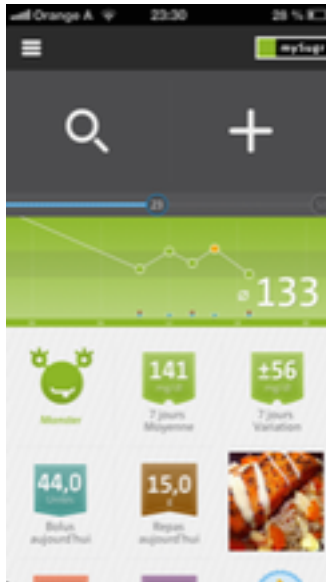 Orange A 23:30 28 %
mySugr
25
ø 133
Monster
141
mg/dl
7 jours
Moyenne
±56
mg/dl
7 jours
Variation
44,0
Unités
Bolus
aujourd'hui
15,0
g
Repas
aujourd'hui